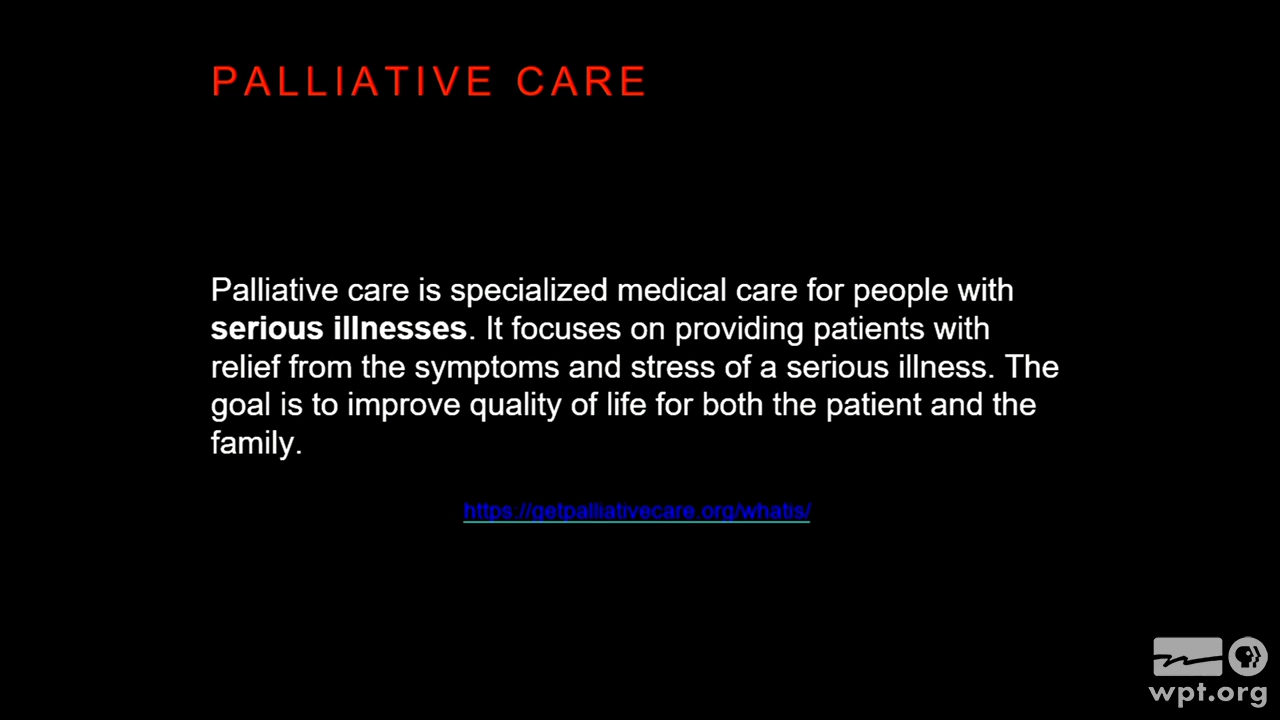 PALLIATIVE CARE
Palliative care is specialized medical care for people with
serious illnesses. It focuses on providing patients with
relief from the symptoms and stress of a serious illness. The
goal is to improve quality of life for both the patient and the
family.
https://getpalliativecare.org/whatis/
wpt.org